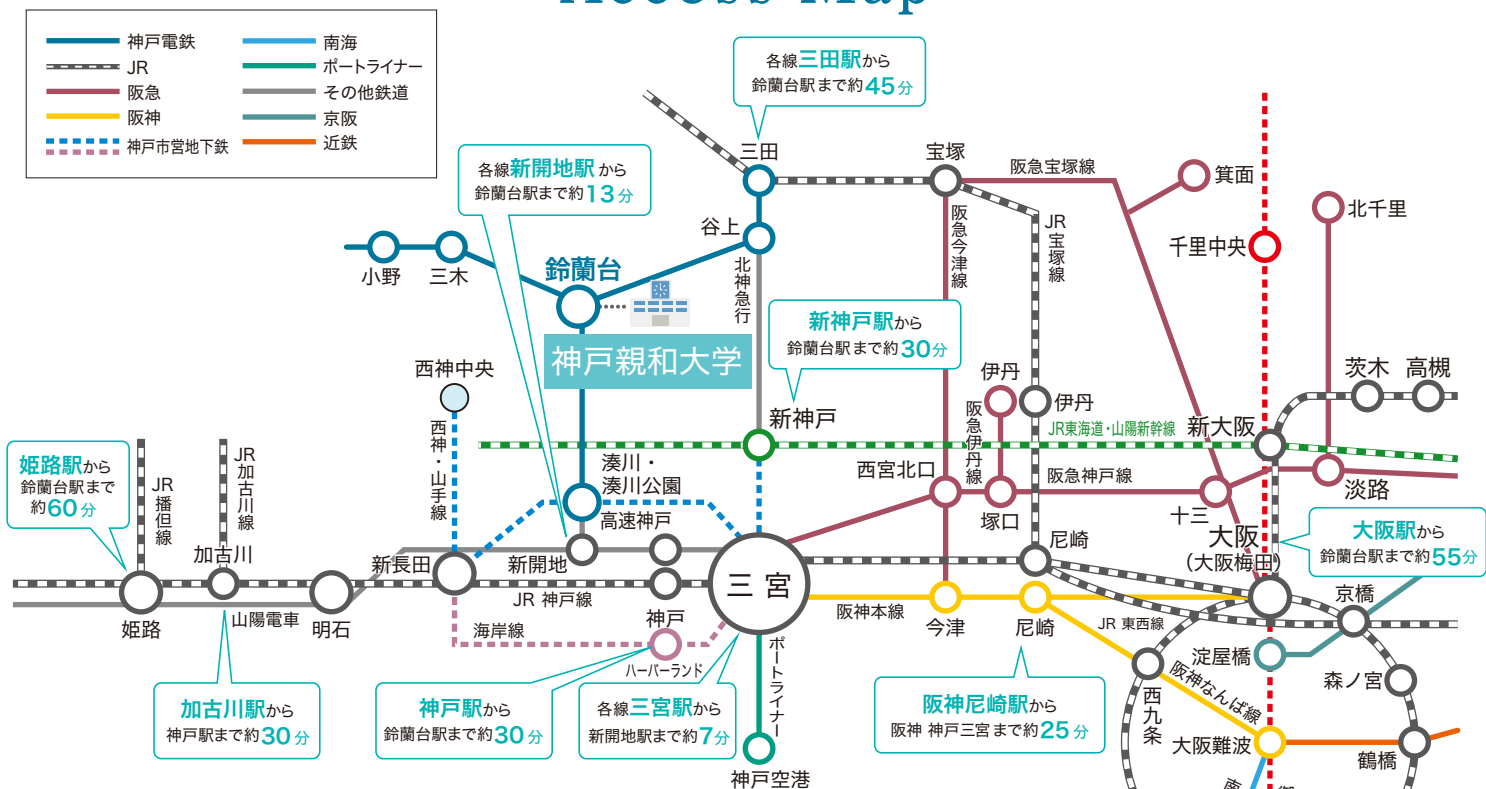 Access Map
神戸電鉄
JR
阪急
阪神
神戸市営地下鉄
南海
ポートライナー
その他鉄道
京阪
近鉄
各線三田駅から
鈴蘭台駅まで約45分
各線新開地駅から
鈴蘭台駅まで約13分
三田
宝塚
阪急宝塚線
箕面
北千里
谷上
阪急今津線
JR宝塚線
千里中央
小野
三木
鈴蘭台
北神急行
神戸親和大学
新神戸駅から
鈴蘭台駅まで約30分
西神中央
伊丹
伊丹
茨木
高槻
新神戸
阪急伊丹線
JR東海道・山陽新幹線
新大阪
姫路駅から
鈴蘭台駅まで
約60分
JR播但線
JR加古川線
西神・山手線
湊川・
湊川公園
西宮北口
阪急神戸線
塚口
十三
淡路
高速神戸
加古川
新長田
新開地
尼崎
大阪
(大阪梅田)
大阪駅から
鈴蘭台駅まで約55分
三宮
JR 神戸線
神戸
阪神本線
京橋
姫路
山陽電車
明石
海岸線
今津
尼崎
JR 東西線
ハーバーランド
ポートライナー
淀屋橋
森ノ宮
加古川駅から
神戸駅まで約30分
神戸駅から
鈴蘭台駅まで約30分
各線三宮駅から
新開地駅まで約7分
阪神尼崎駅から
阪神 神戸三宮まで約25分
西九条
阪神なんば線
大阪難波
鶴橋
神戸空港